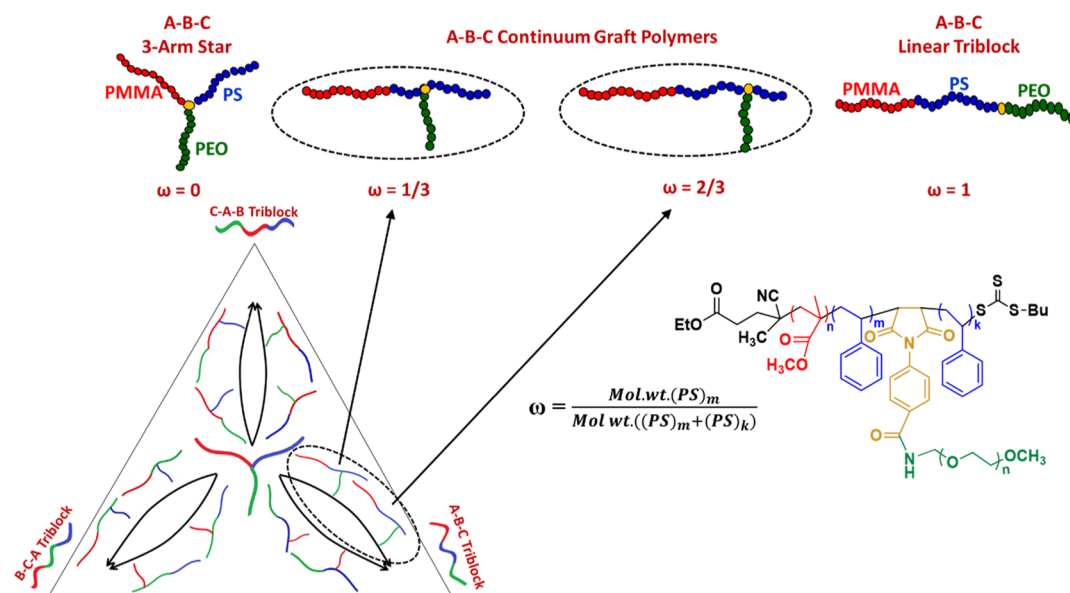 A-B-C
3-Arm Star
A-B-C Continuum Graft Polymers
A-B-C
Linear Triblock
PMMA
PS
PEO
PMMA
PS
PEO
ω = 0
ω = 1/3
ω = 2/3
ω = 1
C-A-B Triblock
B-C-A Triblock
A-B-C Triblock
O
EtO
NC
CH₃
n
O
H₃CO
m
O
N
O
k
S
S
S–Bu
O
N
H
O
n
OCH₃
ω = Mol.wt.(PS)m
Mol wt.((PS)m+(PS)k)